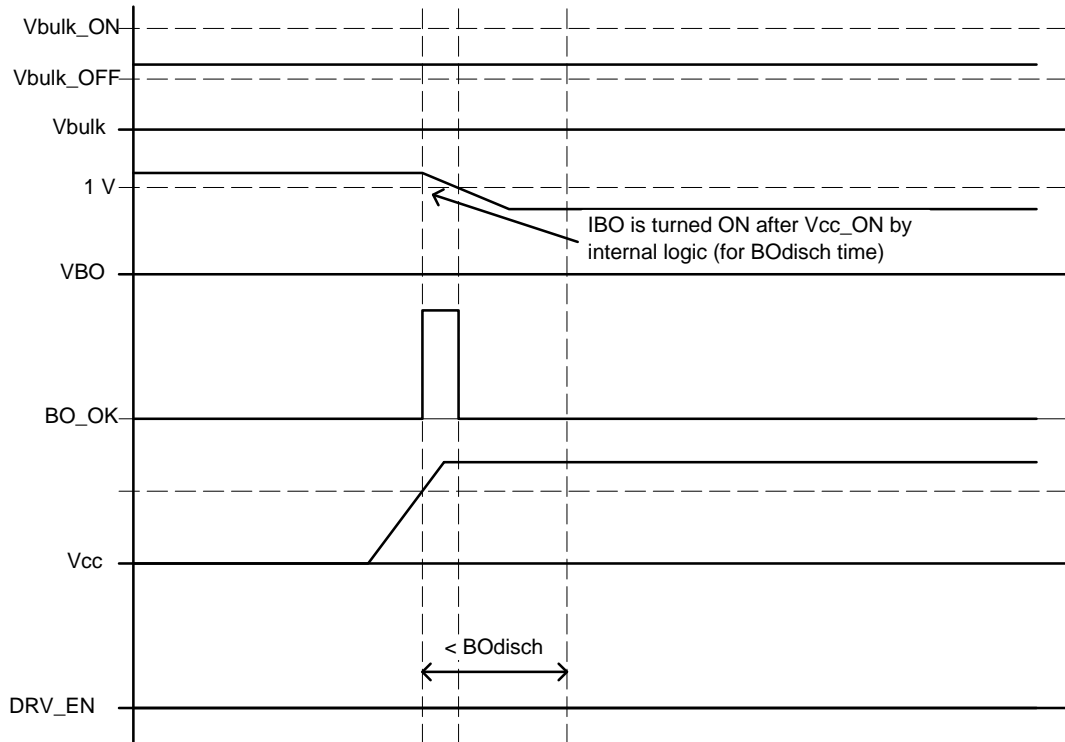 Vbulk_ON
Vbulk_OFF
Vbulk
1 V
IBO is turned ON after Vcc_ON by
internal logic (for BOdisch time)
VBO
BO_OK
Vcc
< BOdisch
DRV_EN